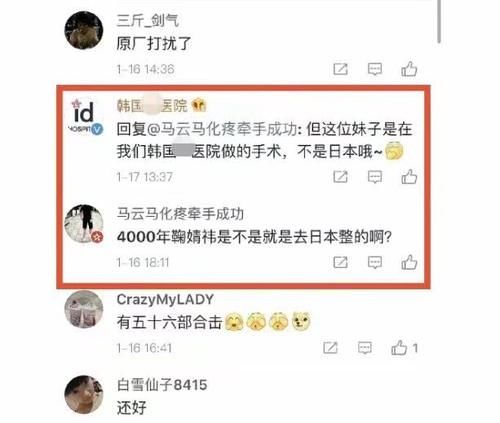 三斤_剑气
原厂打扰了
1-16 14:36
id
韩国 医院
回复@马云马化疼牵手成功: 但这位妹子是在
我们韩国 医院做的手术，不是日本哦~
1-17 13:37
马云马化疼牵手成功
4000年鞠婧祎是不是就是去日本整的啊?
1-16 18:11
CrazyMyLADY
有五十六部合击
1-16 16:41
1
白雪仙子8415
还好